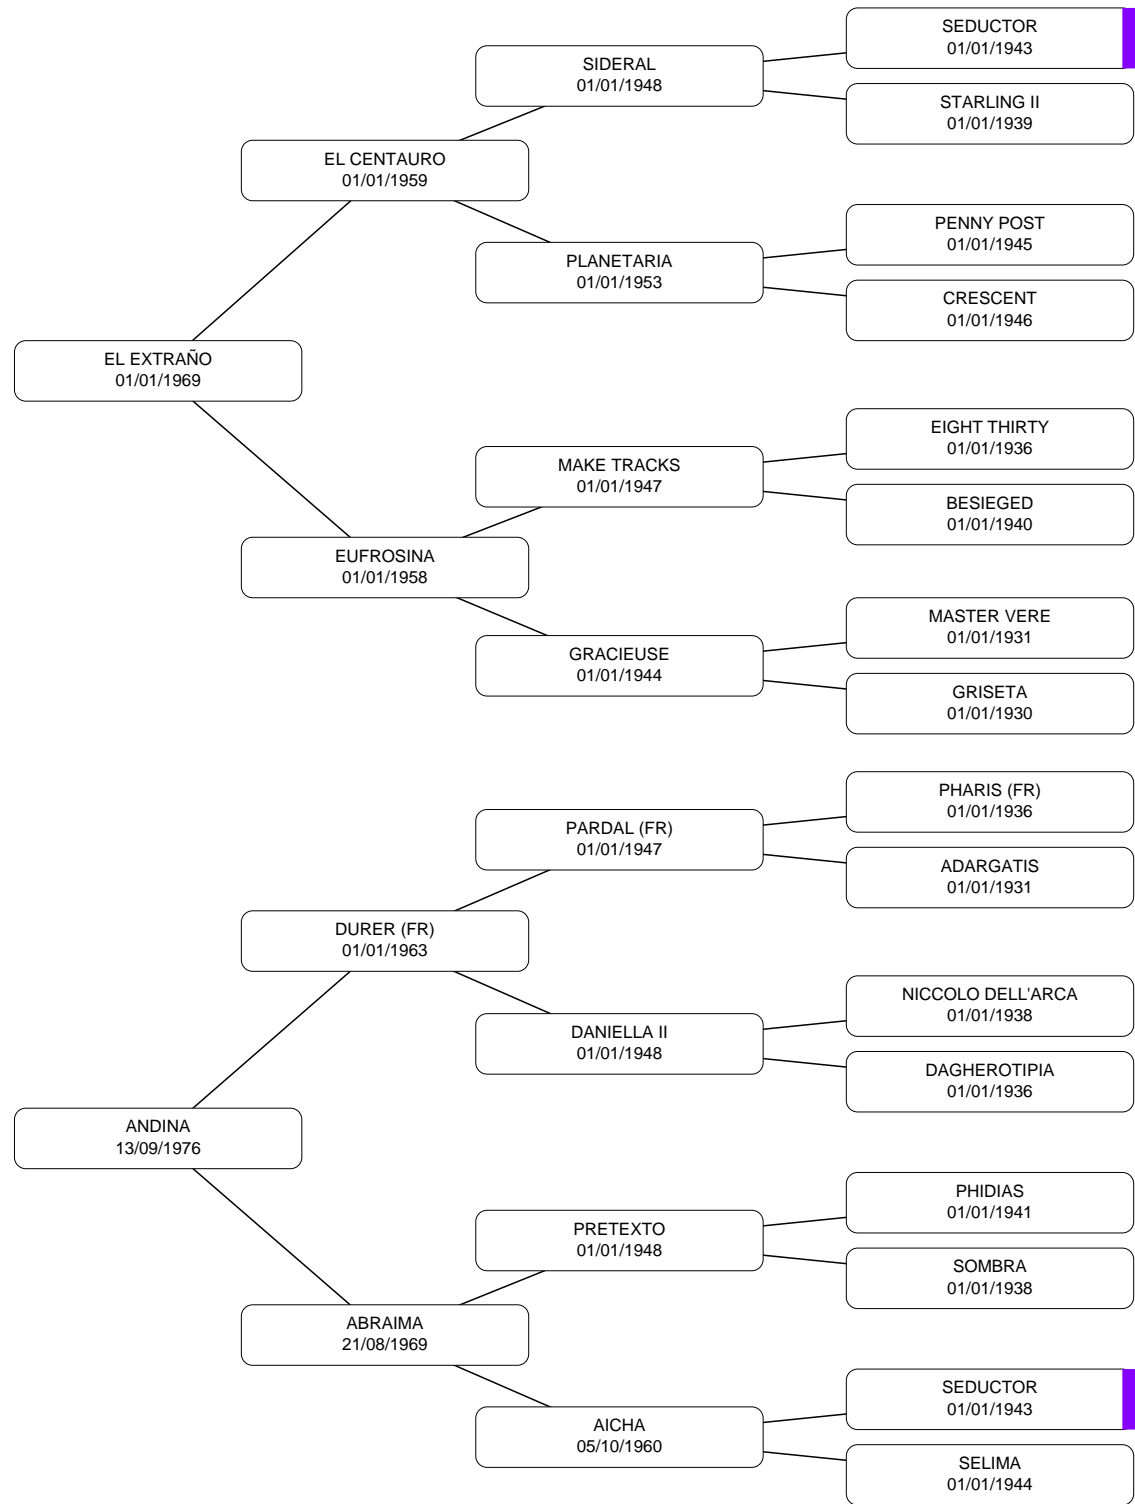 SEDUCTOR
01/01/1943
SIDERAL
01/01/1948
STARLING II
01/01/1939
EL CENTAURO
01/01/1959
PENNY POST
01/01/1945
PLANETARIA
01/01/1953
CRESCENT
01/01/1946
EL EXTRAÑO
01/01/1969
EIGHT THIRTY
01/01/1936
MAKE TRACKS
01/01/1947
BESIEGED
01/01/1940
EUFROSINA
01/01/1958
MASTER VERE
01/01/1931
GRACIEUSE
01/01/1944
GRISETA
01/01/1930
PHARIS (FR)
01/01/1936
PARDAL (FR)
01/01/1947
ADARGATIS
01/01/1931
DURER (FR)
01/01/1963
NICCOLO DELL'ARCA
01/01/1938
DANIELLA II
01/01/1948
DAGHEROTIPIA
01/01/1936
ANDINA
13/09/1976
PHIDIAS
01/01/1941
PRETEXTO
01/01/1948
SOMBRA
01/01/1938
ABRAIMA
21/08/1969
SEDUCTOR
01/01/1943
AICHA
05/10/1960
SELIMA
01/01/1944